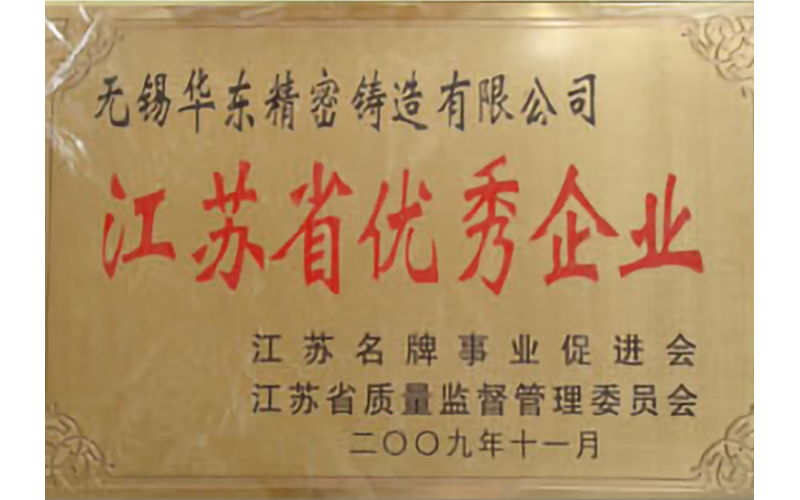 无锡华东精密铸造有限公司
江苏省优秀企业
江苏名牌事业促进会
江苏省质量监督管理委员会
二〇〇九年十一月